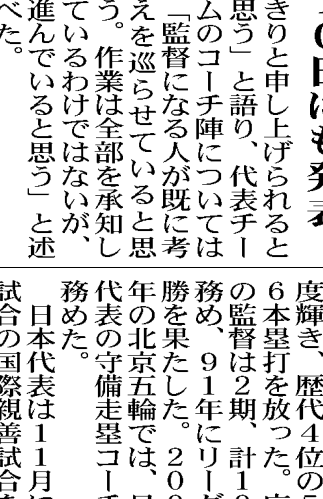 ０日にも発表
きりと申し上げられると
思う」と語り、代表チー
ムのコーチ陣については
「監督になる人が既に考
えを巡らせていると思
う。作業は全部を承知し
ているわけではないが、
進んでいると思う」と述
べた。
度輝き、歴代４位の５
６本塁打を放った。
の監督は２期、計１０
務め、９１年にリーグ
勝を果たした。２００
年の北京五輪では、日
代表の守備走塁コーチ
務めた。
日本代表は１１月に
試合の国際親善試合を